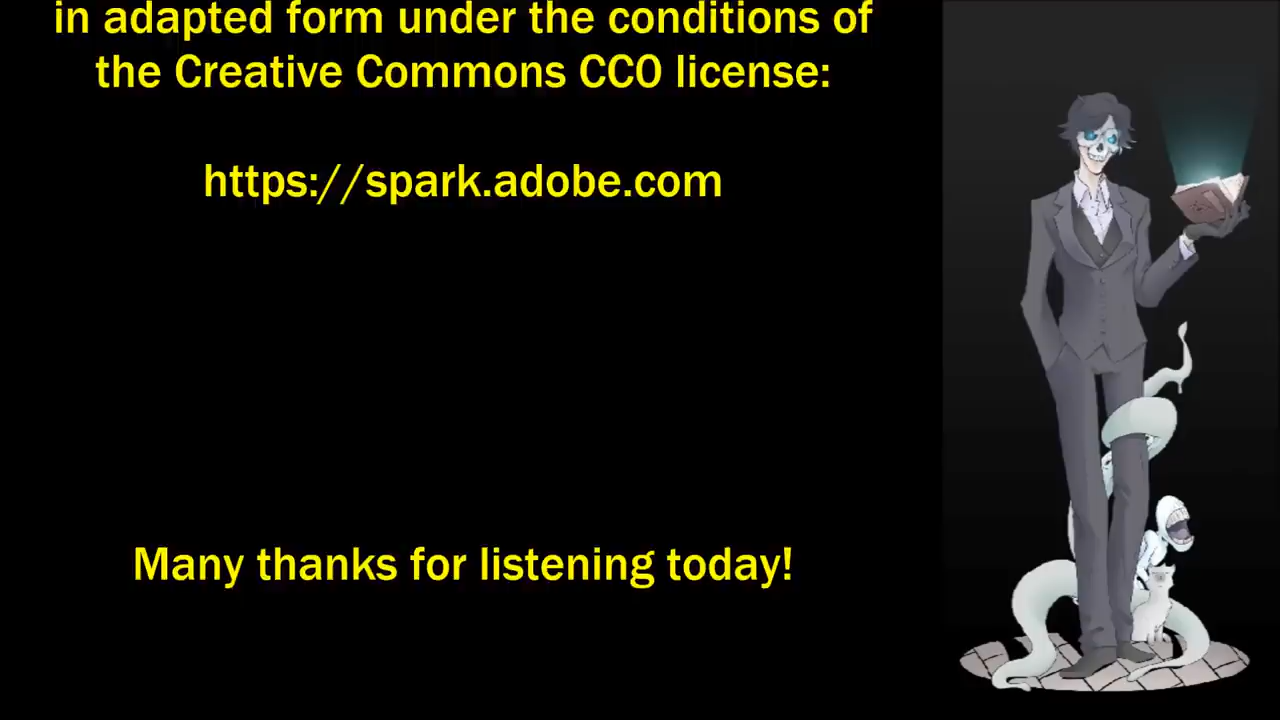 in adapted form under the conditions of
the Creative Commons CC0 license:
https://spark.adobe.com
Many thanks for listening today!